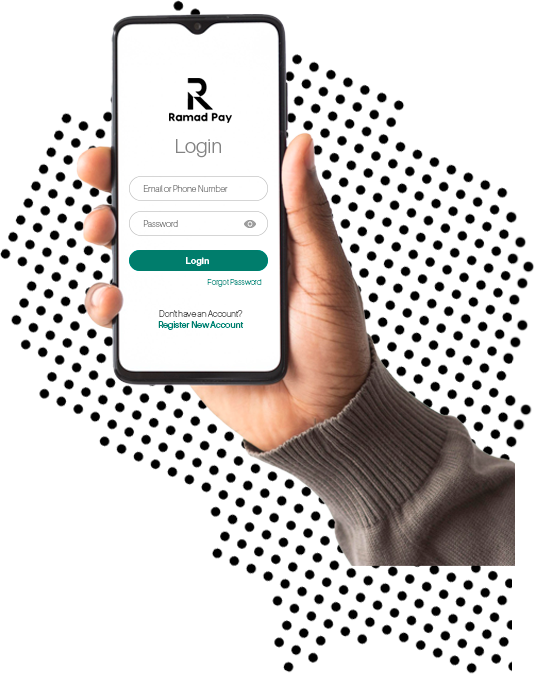 Ramad Pay
Login
Email or Phone Number
Password
Login
Forgot Password
Don't have an Account?
Register New Account